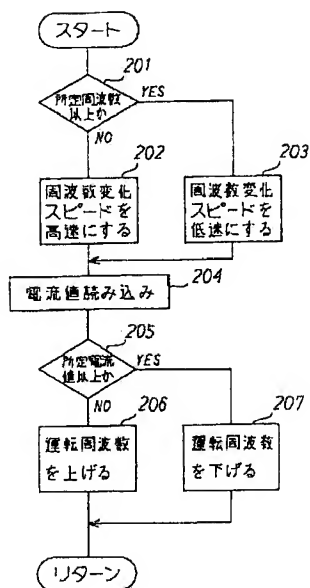 スタート
201
所定周波数
以上か
YES
NO
202
203
周波数変化
スピードを
高速にする
周波数変化
スピードを
低速にする
204
電流値読み込み
205
所定電流
値以上か
YES
NO
206
207
運転周波数
を上げる
運転周波数
を下げる
リターン